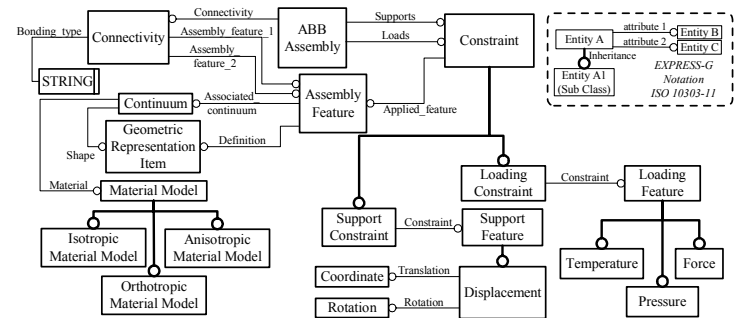 Connectivity
Bonding_type
Connectivity
Assembly_feature_1
Assembly_
feature_2
STRING
ABB
Assembly
Supports
Loads
Constraint
Entity A
attribute 1
Entity B
attribute 2
Entity C
Inheritance
Entity A1
(Sub Class)
EXPRESS-G
Notation
ISO 10303-11
Continuum
Associated_
continuum
Assembly
Feature
Applied_feature
Geometric
Representation
Item
Definition
Shape
Material
Material Model
Isotropic
Material Model
Anisotropic
Material Model
Orthotropic
Material Model
Loading
Constraint
Constraint
Loading
Feature
Support
Constraint
Constraint
Support
Feature
Temperature
Force
Pressure
Coordinate
Translation
Displacement
Rotation
Rotation